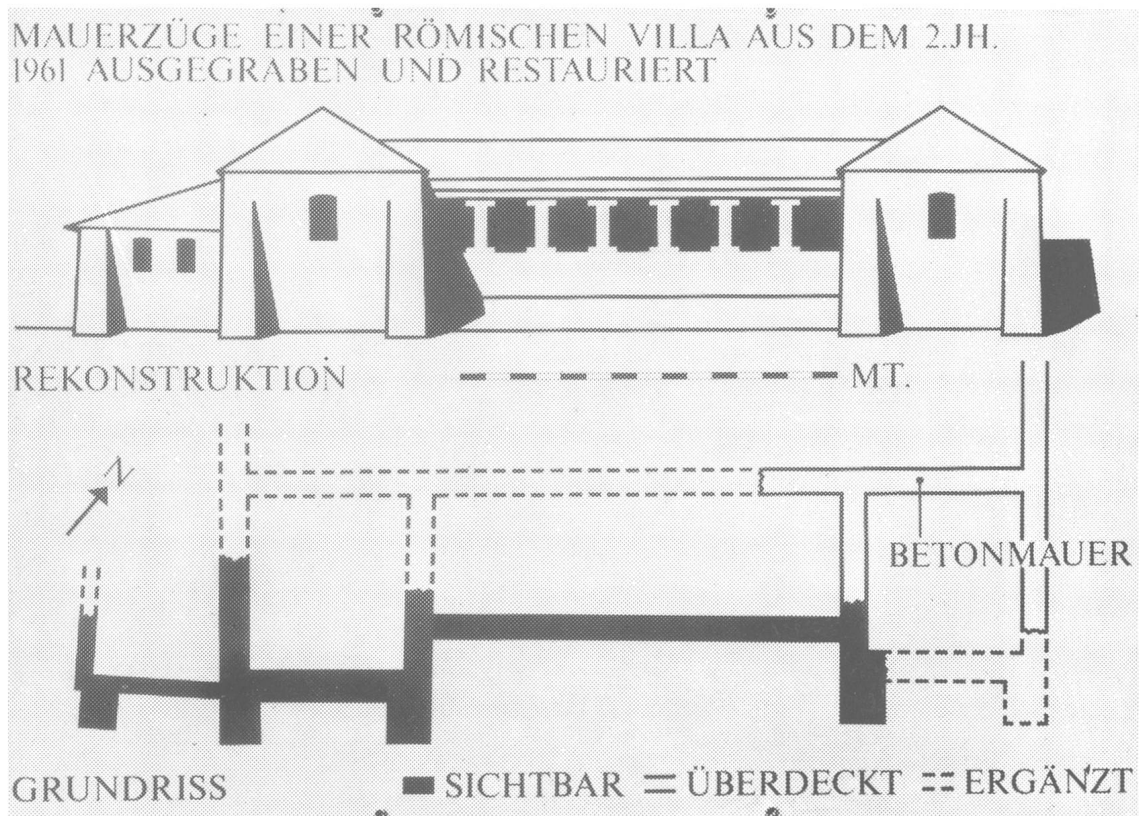 MAUERZÜGE EINER RÖMISCHEN VILLA AUS DEM 2.JH.
1961 AUSGEGRABEN UND RESTAURIERT
REKONSTRUKTION
MT.
N
BETONMAUER
GRUNDRISS
SICHTBAR ÜBERDECKT ERGÄNZT